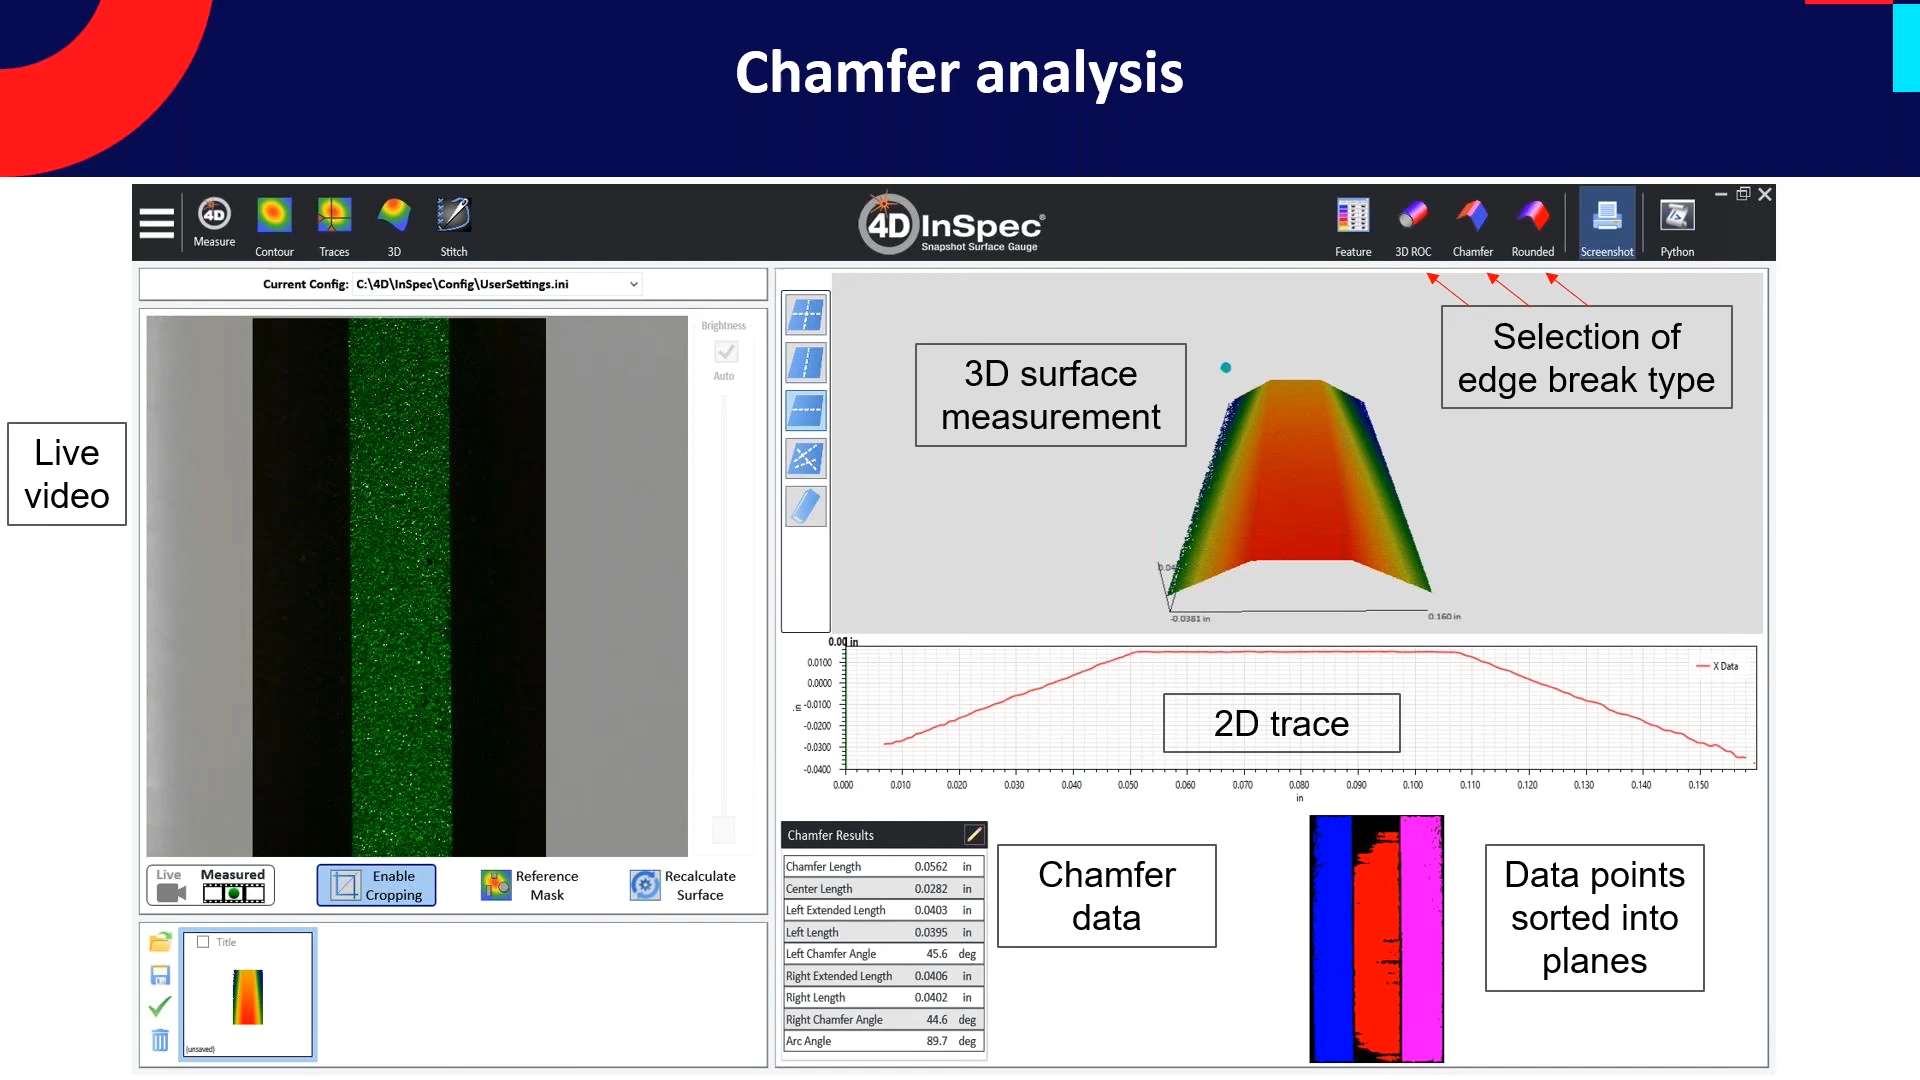 Chamfer analysis
4D
Measure
Contour
Traces
3D
Stitch
4D InSpec®
Snapshot Surface Gauge
Feature
3D ROC
Chamfer
Rounded
Screenshot
Python
Current Config: C:\4D\InSpec\Config\UserSettings.ini
Brightness
Auto
Live
video
3D surface
measurement
Selection of
edge break type
0.04
-0.0381 in
0.160 in
0.00 in
0.0100
0.0000
-0.0100
-0.0200
-0.0300
-0.0400
in
X Data
2D trace
0.000 0.010 0.020 0.030 0.040 0.050 0.060 0.070 0.080 0.090 0.100 0.110 0.120 0.130 0.140 0.150
in
Live
Measured
Enable
Cropping
Reference
Mask
Recalculate
Surface
Title
(unsaved)
Chamfer Results
Chamfer Length 0.0562 in
Center Length 0.0282 in
Left Extended Length 0.0403 in
Left Length 0.0395 in
Left Chamfer Angle 45.6 deg
Right Extended Length 0.0406 in
Right Length 0.0402 in
Right Chamfer Angle 44.6 deg
Arc Angle 89.7 deg
Chamfer
data
Data points
sorted into
planes